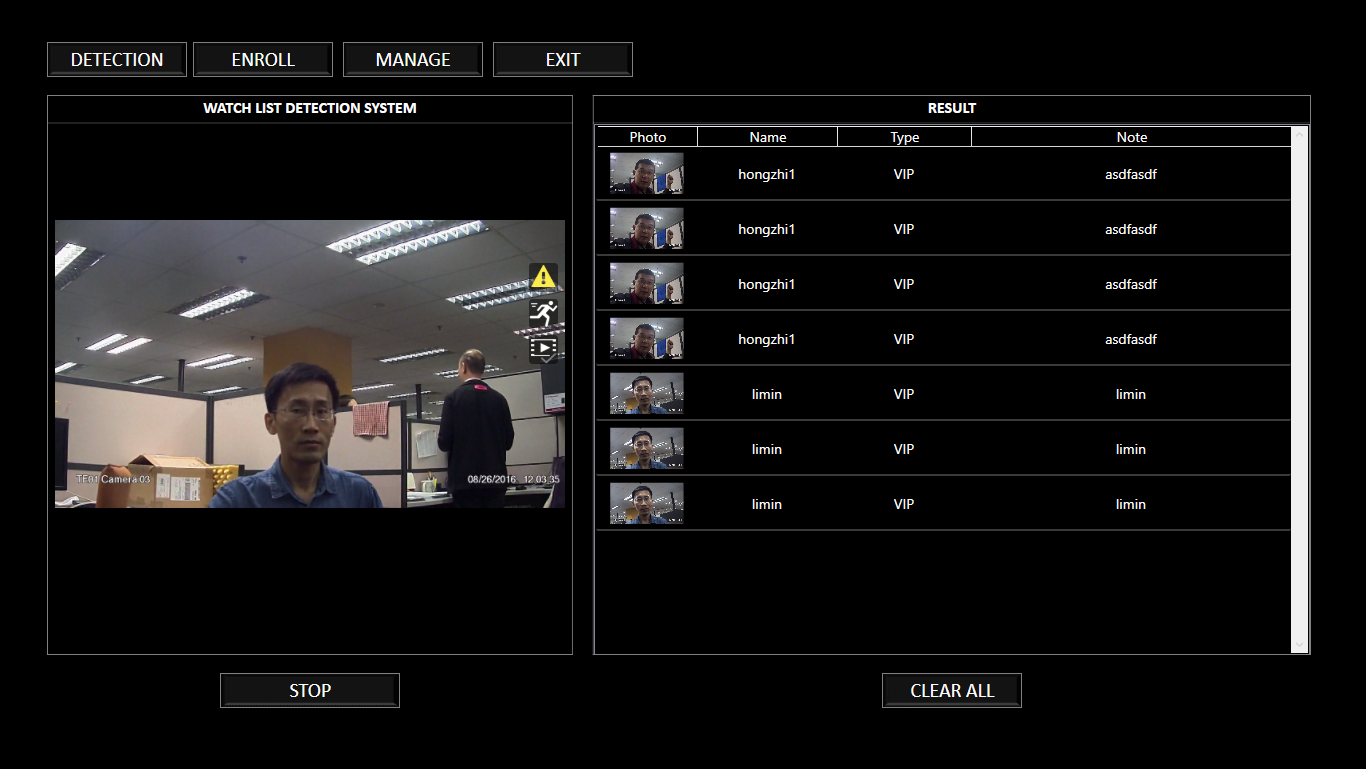 DETECTION ENROLL MANAGE EXIT
WATCH LIST DETECTION SYSTEM
TE01 Camera 03 08/26/2016 12:03:35
STOP
RESULT
Photo Name Type Note
hongzhi1 VIP asdfasdf
hongzhi1 VIP asdfasdf
hongzhi1 VIP asdfasdf
hongzhi1 VIP asdfasdf
limin VIP limin
limin VIP limin
limin VIP limin
CLEAR ALL